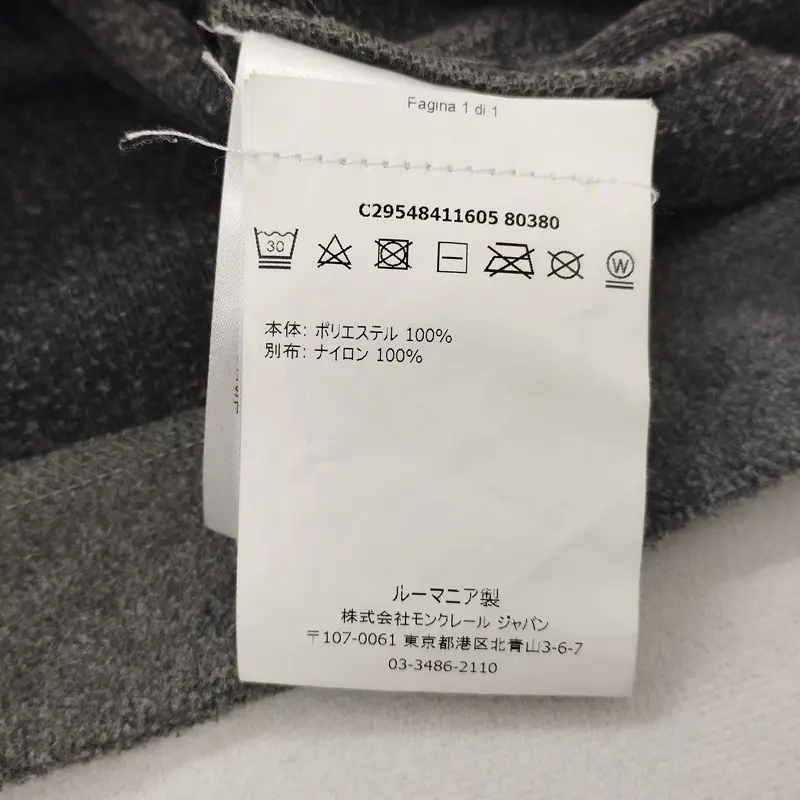 Pagina 1 di 1
C29548411605 80380
30
W
本体: ポリエステル 100%
別布: ナイロン 100%
ルーマニア製
株式会社モンクレール ジャパン
〒107-0061 東京都港区北青山3-6-7
03-3486-2110